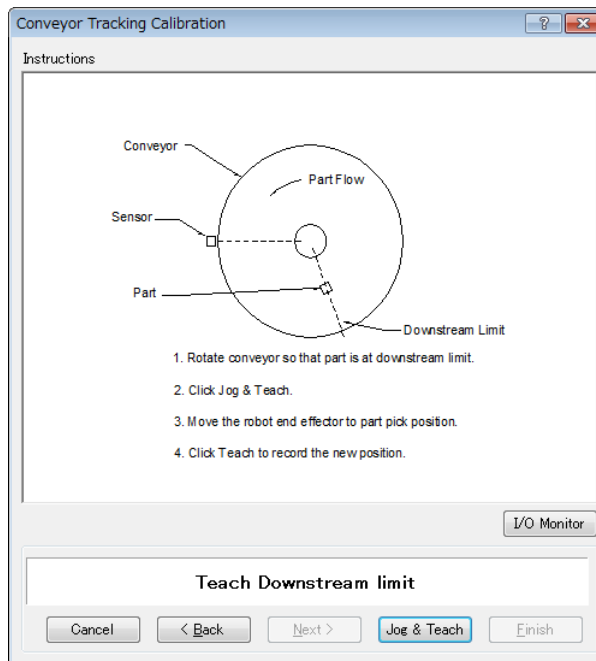 Conveyor Tracking Calibration
Instructions
Conveyor
Part Flow
Sensor
Part
Downstream Limit
1. Rotate conveyor so that part is at downstream limit.
2. Click Jog & Teach.
3. Move the robot end effector to part pick position.
4. Click Teach to record the new position.
I/O Monitor
Teach Downstream limit
Cancel
< Back
Next >
Jog & Teach
Finish